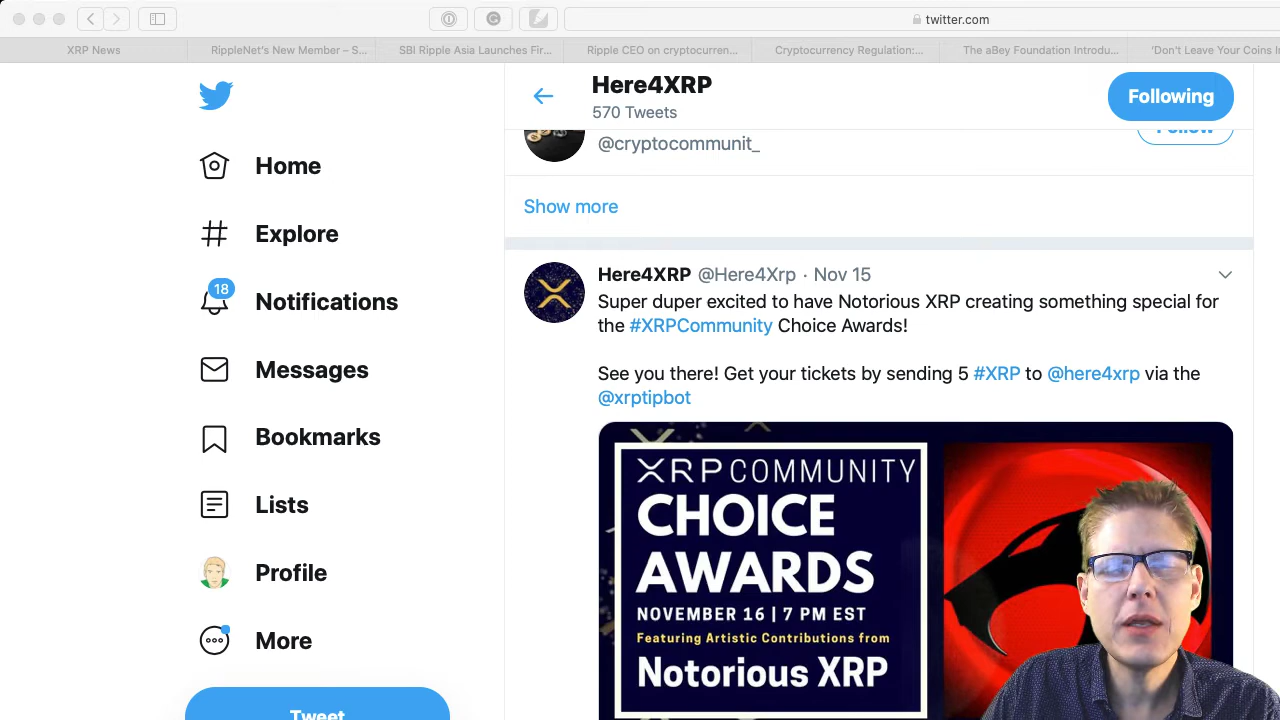 twitter.com
XRP News
RippleNet's New Member – S...
SBI Ripple Asia Launches Fir...
Ripple CEO on cryptocurren...
Cryptocurrency Regulation:...
The aBey Foundation Introdu...
'Don't Leave Your Coins
Here4XRP
570 Tweets
Following
Follow
@cryptocommunit_
Home
Show more
Explore
18
Notifications
Here4XRP @Here4Xrp · Nov 15
Super duper excited to have Notorious XRP creating something special for
the #XRPCommunity Choice Awards!
See you there! Get your tickets by sending 5 #XRP to @here4xrp via the
@xrptipbot
Messages
Bookmarks
Lists
Profile
More
Tweet
XRP COMMUNITY
CHOICE
AWARDS
NOVEMBER 16 | 7 PM EST
Featuring Artistic Contributions from
Notorious XRP